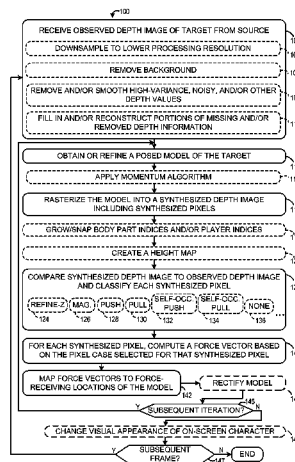 100
RECEIVE OBSERVED DEPTH IMAGE OF TARGET FROM SOURCE
DOWNSAMPLE TO LOWER PROCESSING RESOLUTION
REMOVE BACKGROUND
REMOVE AND/OR SMOOTH HIGH-VARIANCE, NOISY, AND/OR OTHER
DEPTH VALUES
FILL IN AND/OR RECONSTRUCT PORTIONS OF MISSING AND/OR
REMOVED DEPTH INFORMATION
OBTAIN OR REFINE A POSED MODEL OF THE TARGET
APPLY MOMENTUM ALGORITHM
RASTERIZE THE MODEL INTO A SYNTHESIZED DEPTH IMAGE
INCLUDING SYNTHESIZED PIXELS
GROW/SNAP BODY PART INDICES AND/OR PLAYER INDICES
CREATE A HEIGHT MAP
COMPARE SYNTHESIZED DEPTH IMAGE TO OBSERVED DEPTH IMAGE
AND CLASSIFY EACH SYNTHESIZED PIXEL
REFINE-Z MAG. PUSH PULL SELF-OCC. PUSH SELF-OCC. PULL NONE
124 126 128 130 132 134 136
FOR EACH SYNTHESIZED PIXEL, COMPUTE A FORCE VECTOR BASED
ON THE PIXEL CASE SELECTED FOR THAT SYNTHESIZED PIXEL
MAP FORCE VECTORS TO FORCE-
RECEIVING LOCATIONS OF THE MODEL
142
RECTIFY MODEL
145
Y SUBSEQUENT ITERATION? N
CHANGE VISUAL APPEARANCE OF ON-SCREEN CHARACTER
Y SUBSEQUENT FRAME? N END
147